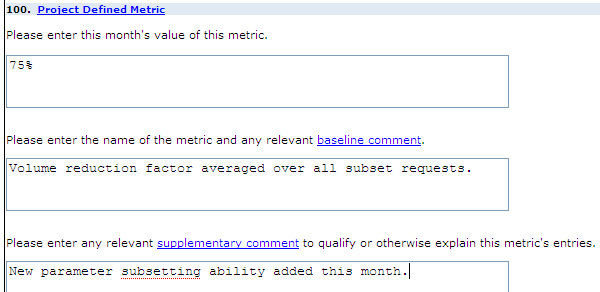 100. Project Defined Metric
Please enter this month's value of this metric.
75%
Please enter the name of the metric and any relevant baseline comment.
Volume reduction factor averaged over all subset requests.
Please enter any relevant supplementary comment to qualify or otherwise explain this metric's entries.
New parameter subsetting ability added this month.